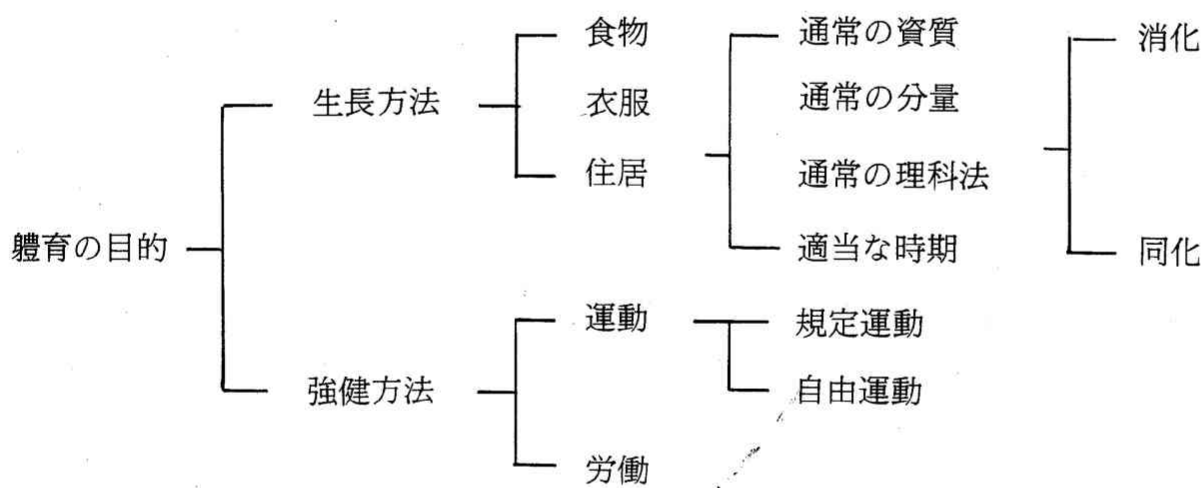 體育の目的
生長方法
食物
衣服
住居
通常の資質
通常の分量
通常の理科法
適当な時期
消化
同化
強健方法
運動
規定運動
自由運動
労働